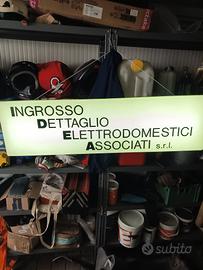 INGROSSO
DETTAGLIO
ELETTRODOMESTICI
ASSOCIATI s.r.l.
subito